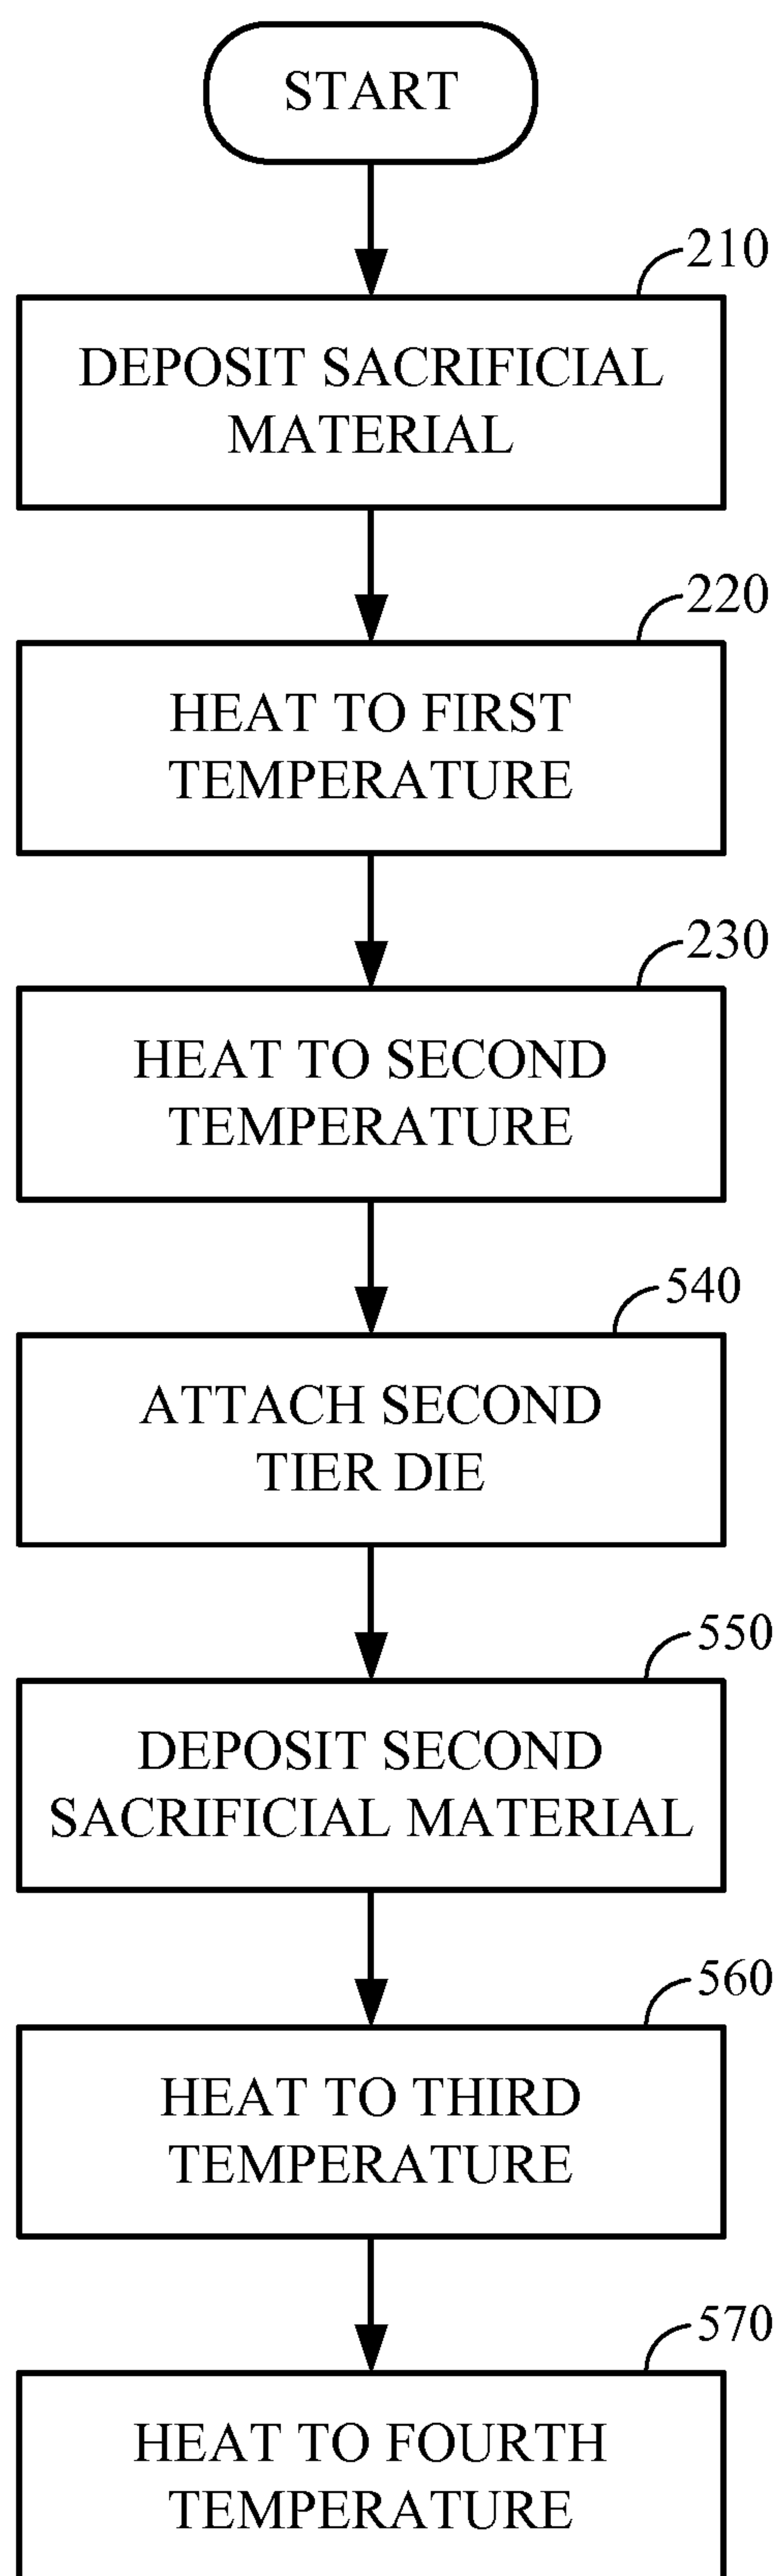 START
210
DEPOSIT SACRIFICIAL
MATERIAL
220
HEAT TO FIRST
TEMPERATURE
230
HEAT TO SECOND
TEMPERATURE
540
ATTACH SECOND
TIER DIE
550
DEPOSIT SECOND
SACRIFICIAL MATERIAL
560
HEAT TO THIRD
TEMPERATURE
570
HEAT TO FOURTH
TEMPERATURE